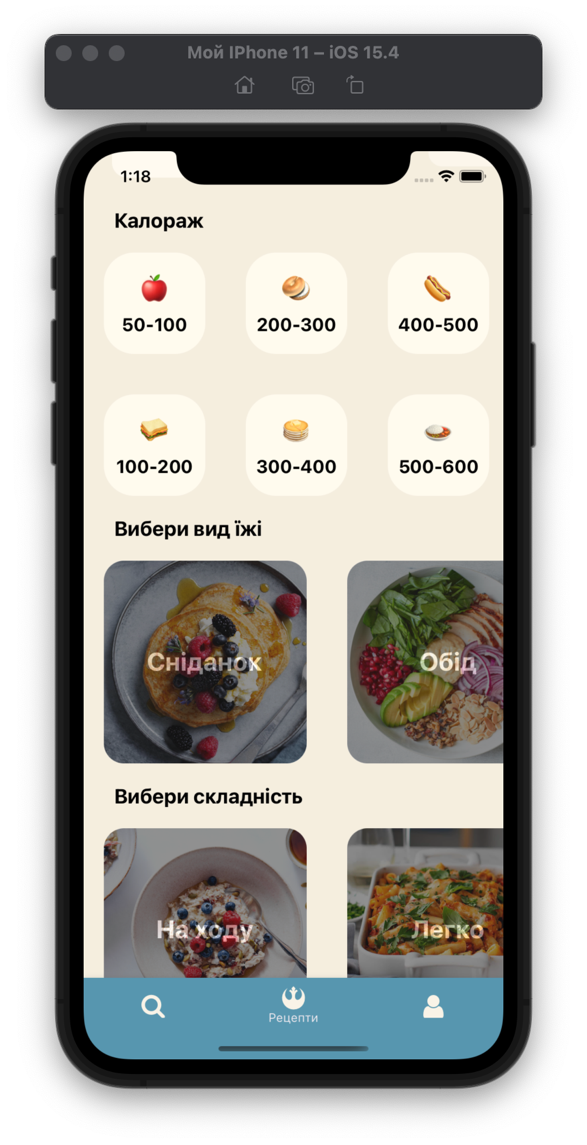 Мой IPhone 11 – iOS 15.4
1:18
Калораж
50-100
200-300
400-500
100-200
300-400
500-600
Вибери вид їжі
Сніданок
Обід
Вибери складність
На ходу
Легко
Рецепти